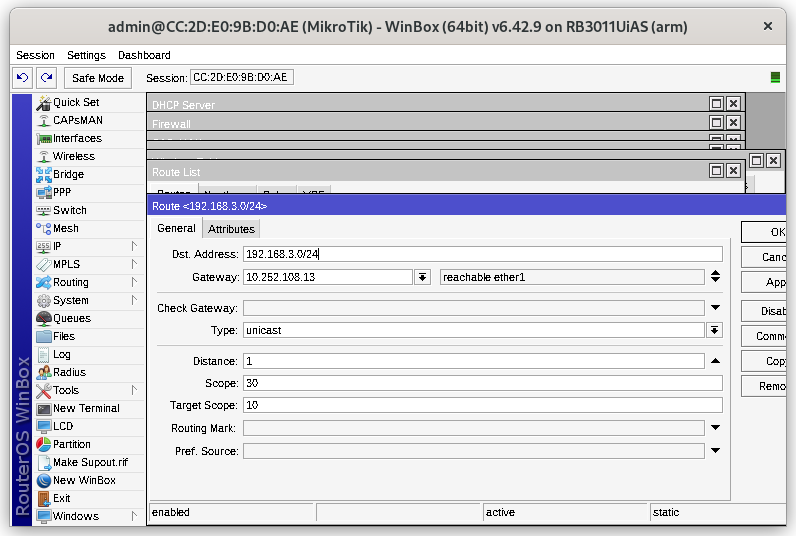 admin@CC:2D:E0:9B:D0:AE (MikroTik) - WinBox (64bit) v6.42.9 on RB3011UiAS (arm)
Session Settings Dashboard
Safe Mode Session: CC:2D:E0:9B:D0:AE
RouterOS WinBox
Quick Set
CAPsMAN
Interfaces
Wireless
Bridge
PPP
Switch
Mesh
IP
MPLS
Routing
System
Queues
Files
Log
Radius
Tools
New Terminal
LCD
Partition
Make Supout.rif
New WinBox
Exit
Windows
DHCP Server
Firewall
Route List
Route <192.168.3.0/24>
General Attributes
Dst. Address: 192.168.3.0/24
Gateway: 10.252.108.13 reachable ether1
Check Gateway:
Type: unicast
Distance: 1
Scope: 30
Target Scope: 10
Routing Mark:
Pref. Source:
OK
Canc
App
Disab
Comm
Copy
Remo
enabled active static